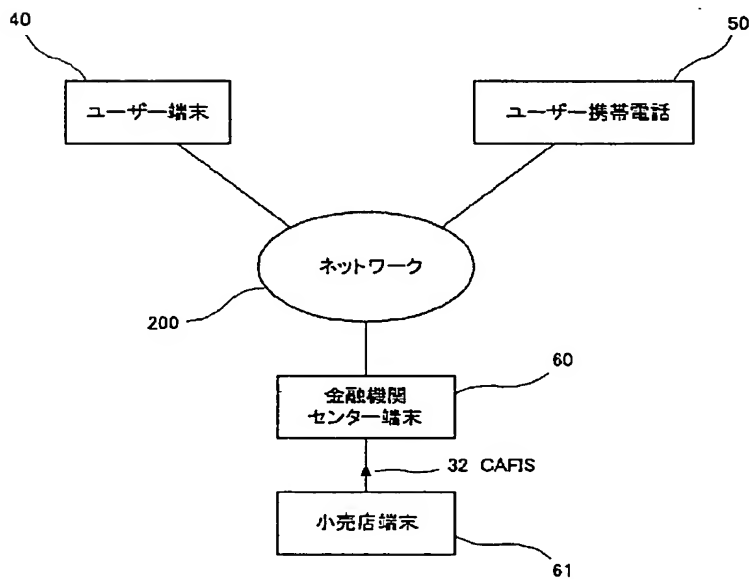 40
50
ユーザー端末
ユーザー携帯電話
ネットワーク
200
60
金融機関
センター端末
32 CAFIS
小売店端末
61